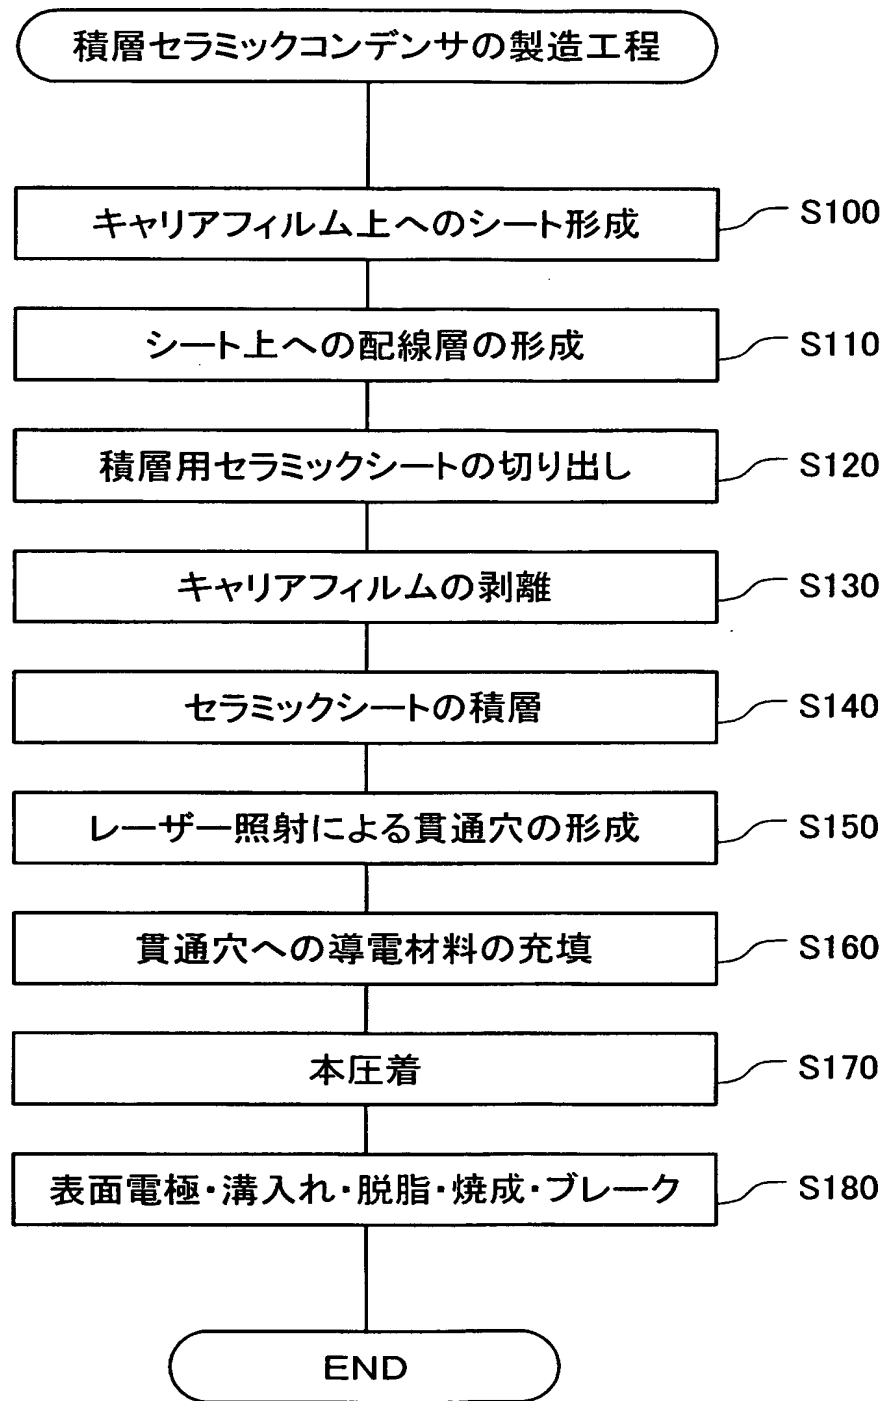 積層セラミックコンデンサの製造工程
キャリアフィルム上へのシート形成
S100
シート上への配線層の形成
S110
積層用セラミックシートの切り出し
S120
キャリアフィルムの剥離
S130
セラミックシートの積層
S140
レーザー照射による貫通穴の形成
S150
貫通穴への導電材料の充填
S160
本圧着
S170
表面電極・溝入れ・脱脂・焼成・ブレーク
S180
END